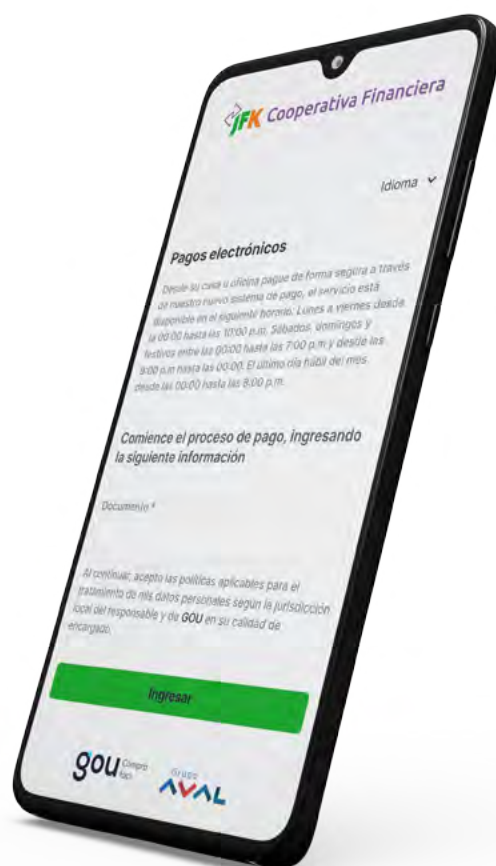 JFK Cooperativa Financiera
Idioma
Pagos electrónicos
Desde su casa u oficina pague de forma segura a través
de nuestro nuevo sistema de pago, el servicio está
disponible en el siguiente horario: Lunes a viernes desde
la 00:00 hasta las 10:00 p.m. Sábados, domingos y
festivos entre las 00:00 hasta las 7:00 p.m y desde las
9:00 p.m hasta las 00:00. El último día hábil del mes
desde las 00:00 hasta las 8:00 p.m.
Comience el proceso de pago, ingresando
la siguiente información
Documento *
Al continuar, acepto las políticas aplicables para el
tratamiento de mis datos personales según la jurisdicción
local del responsable y de GOU en su calidad de
encargado.
Ingresar
gou Compra
fácil
Grupo
AVAL